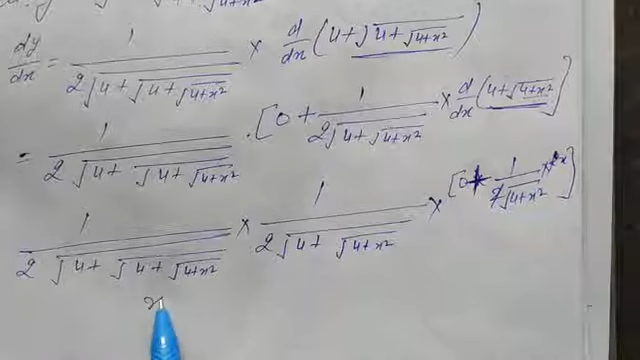 √4+x²
dy/dx = 1/(2√(4+√(4+√(4+x²)))) × d/dx (4+√(4+√(4+x²)))
= 1/(2√(4+√(4+√(4+x²)))) · [0 + 1/(2√(4+√(4+x²))) × d/dx (4+√(4+x²))]
1/(2√(4+√(4+√(4+x²)))) × 1/(2√(4+√(4+x²))) × [0 + 1/(2√(4+x²)) × 2x]
x